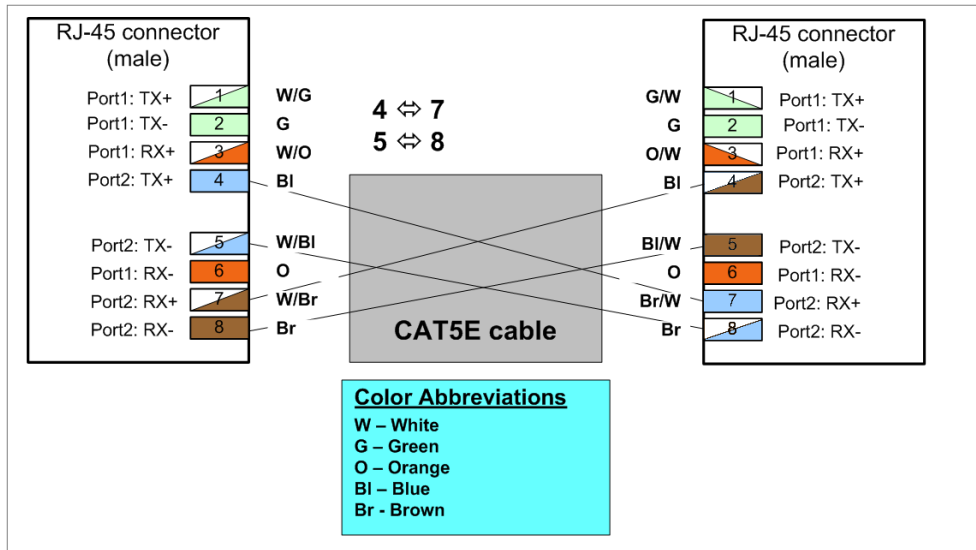 RJ-45 connector
(male)
Port1: TX+ 1 W/G
Port1: TX- 2 G
Port1: RX+ 3 W/O
Port2: TX+ 4 Bl
Port2: TX- 5 W/Bl
Port1: RX- 6 O
Port2: RX+ 7 W/Br
Port2: RX- 8 Br
4 ⇔ 7
5 ⇔ 8
CAT5E cable
RJ-45 connector
(male)
G/W 1 Port1: TX+
G 2 Port1: TX-
O/W 3 Port1: RX+
Bl 4 Port2: TX+
Bl/W 5 Port2: TX-
O 6 Port1: RX-
Br/W 7 Port2: RX+
Br 8 Port2: RX-
Color Abbreviations
W – White
G – Green
O – Orange
Bl – Blue
Br - Brown